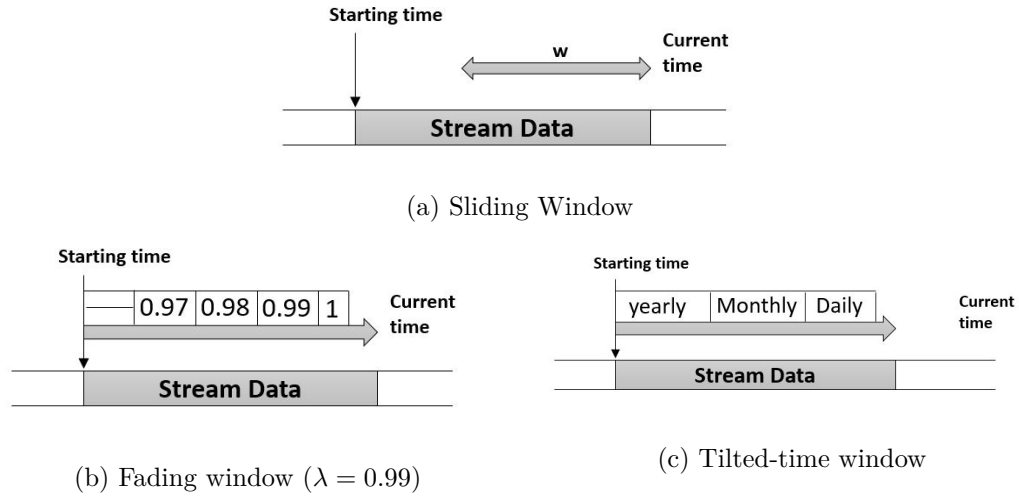 Starting time
w
Current
time
Stream Data
(a) Sliding Window
Starting time
0.97 0.98 0.99 1
Current
time
Stream Data
(b) Fading window (λ = 0.99)
Starting time
yearly Monthly Daily
Current
time
Stream Data
(c) Tilted-time window